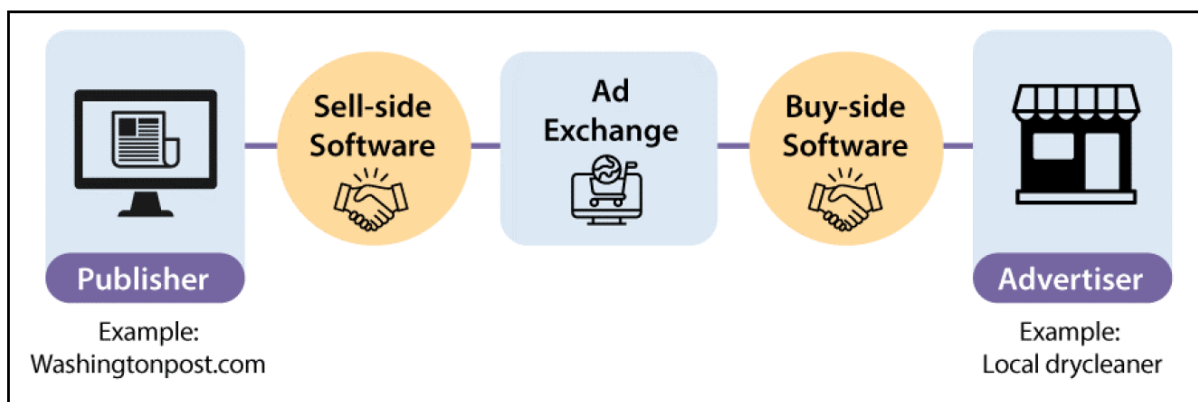 Sell-side
Software
Ad
Exchange
Buy-side
Software
Publisher
Advertiser
Example:
Washingtonpost.com
Example:
Local drycleaner